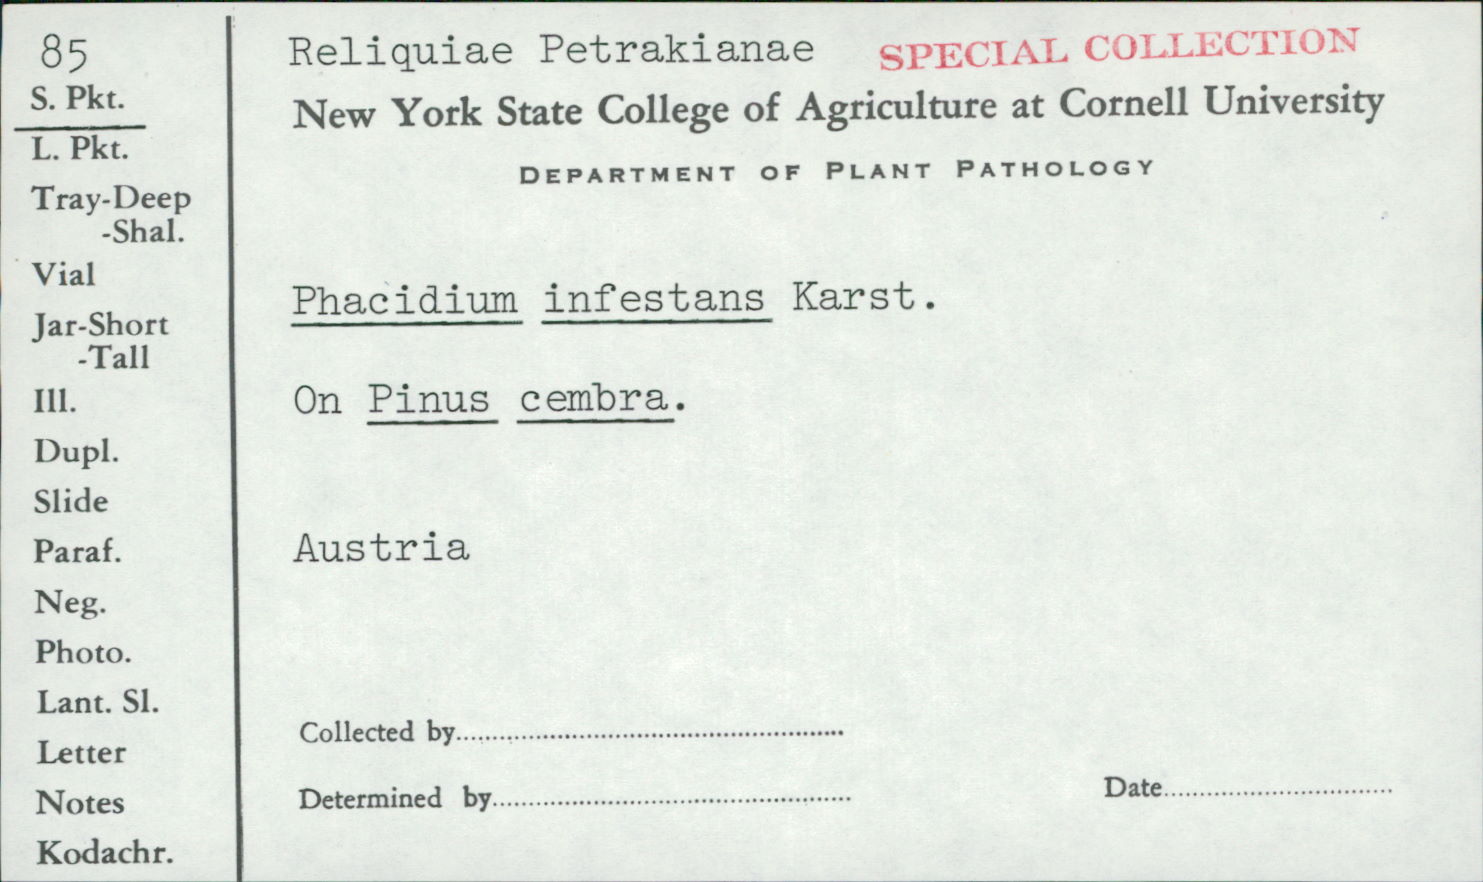 85
S. Pkt.
L. Pkt.
Tray-Deep
-Shal.
Vial
Jar-Short
-Tall
Ill.
Dupl.
Slide
Paraf.
Neg.
Photo.
Lant. Sl.
Letter
Notes
Kodachr.
Reliquiae Petrakianae SPECIAL COLLECTION
New York State College of Agriculture at Cornell University
DEPARTMENT OF PLANT PATHOLOGY
Phacidium infestans Karst.
On Pinus cembra.
Austria
Collected by
Determined by
Date